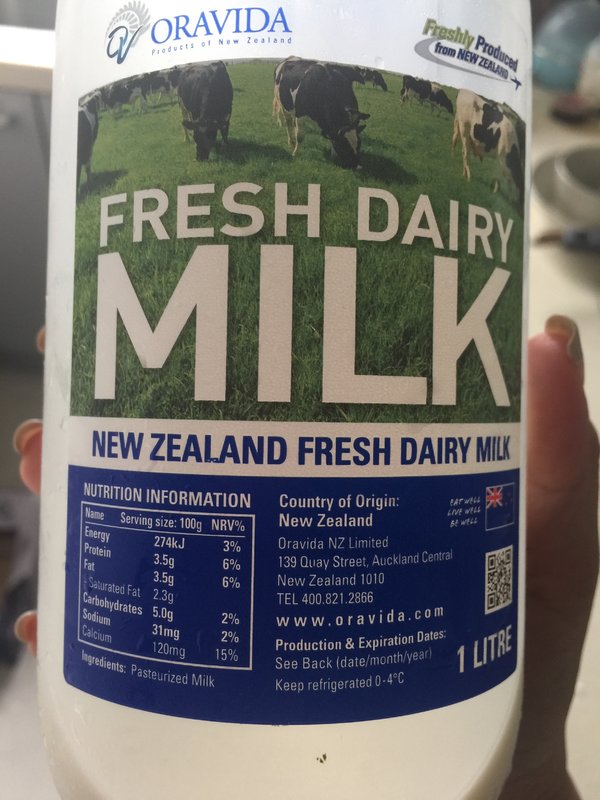 ORAVIDA
Products of New Zealand
Freshly Produced
from NEW ZEALAND
FRESH DAIRY
MILK
NEW ZEALAND FRESH DAIRY MILK
NUTRITION INFORMATION
Name Serving size: 100g NRV%
Energy 274kJ 3%
Protein 3.5g 6%
Fat 3.5g 6%
- Saturated Fat 2.3g
Carbohydrates 5.0g 2%
Sodium 31mg 2%
Calcium 120mg 15%
Ingredients: Pasteurized Milk
Country of Origin:
New Zealand
Oravida NZ Limited
139 Quay Street, Auckland Central
New Zealand 1010
TEL 400.821.2866
www.oravida.com
Production & Expiration Dates:
See Back (date/month/year)
Keep refrigerated 0-4°C
EAT WELL
LIVE WELL
BE WELL
1 LITRE